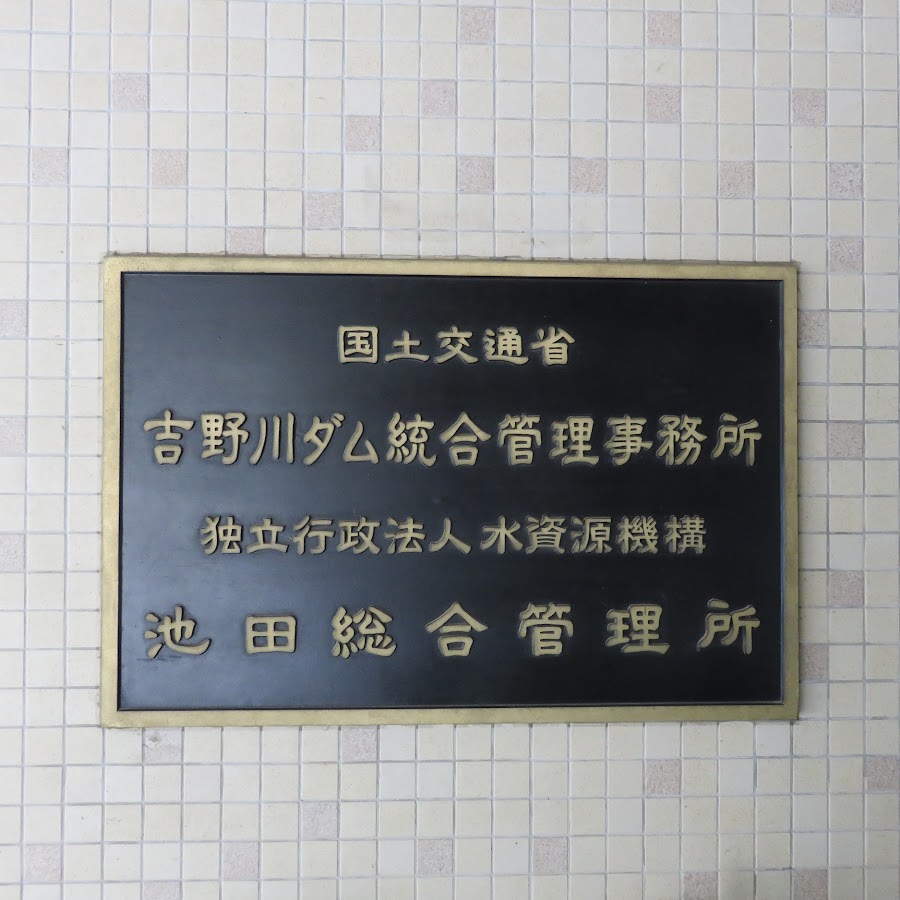 国土交通省
吉野川ダム統合管理事務所
独立行政法人水資源機構
池田総合管理所